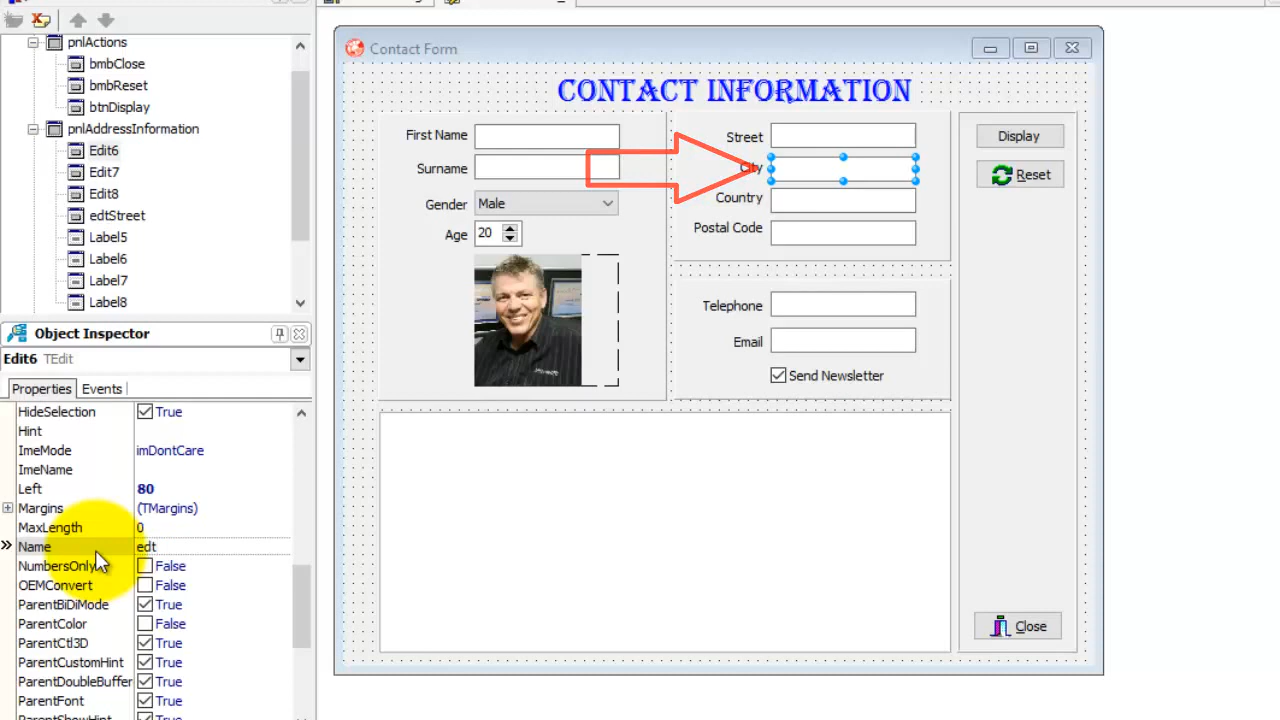 pnlActions
bmbClose
bmbReset
btnDisplay
pnlAddressInformation
Edit6
Edit7
Edit8
edtStreet
Label5
Label6
Label7
Label8
Object Inspector
Edit6 TEdit
Properties Events
HideSelection True
Hint
ImeMode imDontCare
ImeName
Left 80
Margins (TMargins)
MaxLength 0
Name edt
NumbersOnly False
OEMConvert False
ParentBiDiMode True
ParentColor False
ParentCtl3D True
ParentCustomHint True
ParentDoubleBuffer True
ParentFont True
ParentShowHint True
Contact Form
CONTACT INFORMATION
First Name
Surname
Gender Male
Age 20
Street
City
Country
Postal Code
Telephone
Email
Send Newsletter
Display
Reset
Close